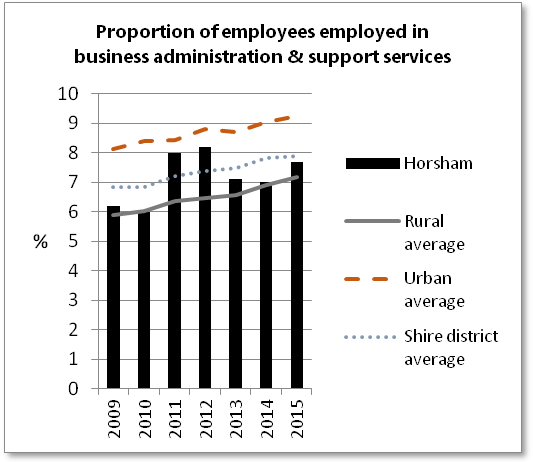 Proportion of employees employed in
business administration & support services
10
9
8
7
6
5
4
3
2
1
0
%
2009
2010
2011
2012
2013
2014
2015
Horsham
Rural
average
Urban
average
Shire district
average